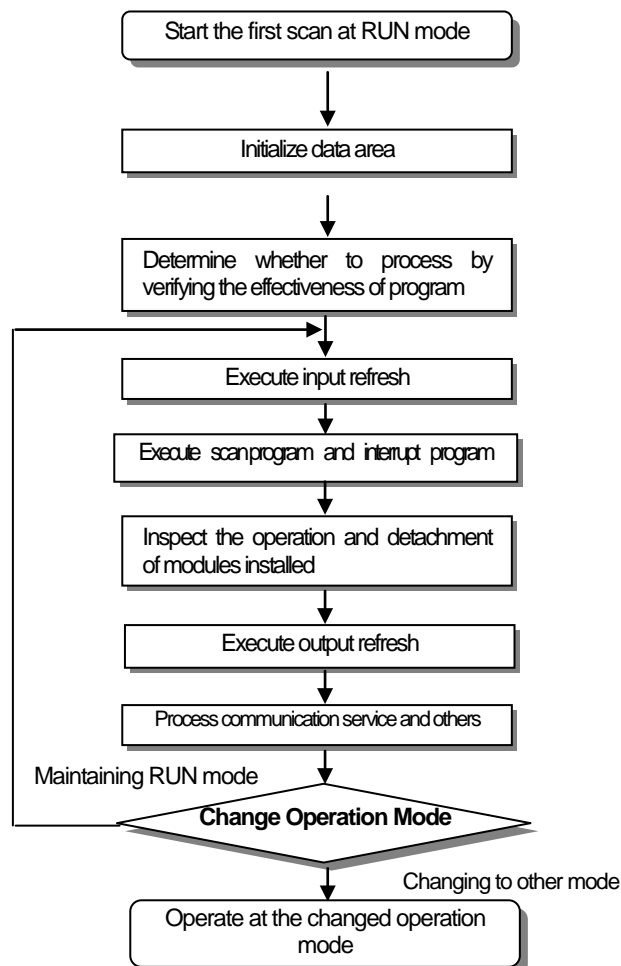 Start the first scan at RUN mode
Initialize data area
Determine whether to process by
verifying the effectiveness of program
Execute input refresh
Execute scan program and interrupt program
Inspect the operation and detachment
of modules installed
Execute output refresh
Process communication service and others
Maintaining RUN mode
Change Operation Mode
Changing to other mode
Operate at the changed operation
mode